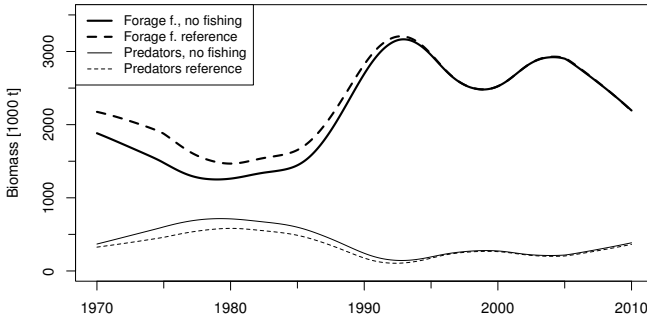 Forage f., no fishing
Forage f. reference
Predators, no fishing
Predators reference
Biomass [1000 t]
3000
2000
1000
0
1970 1980 1990 2000 2010